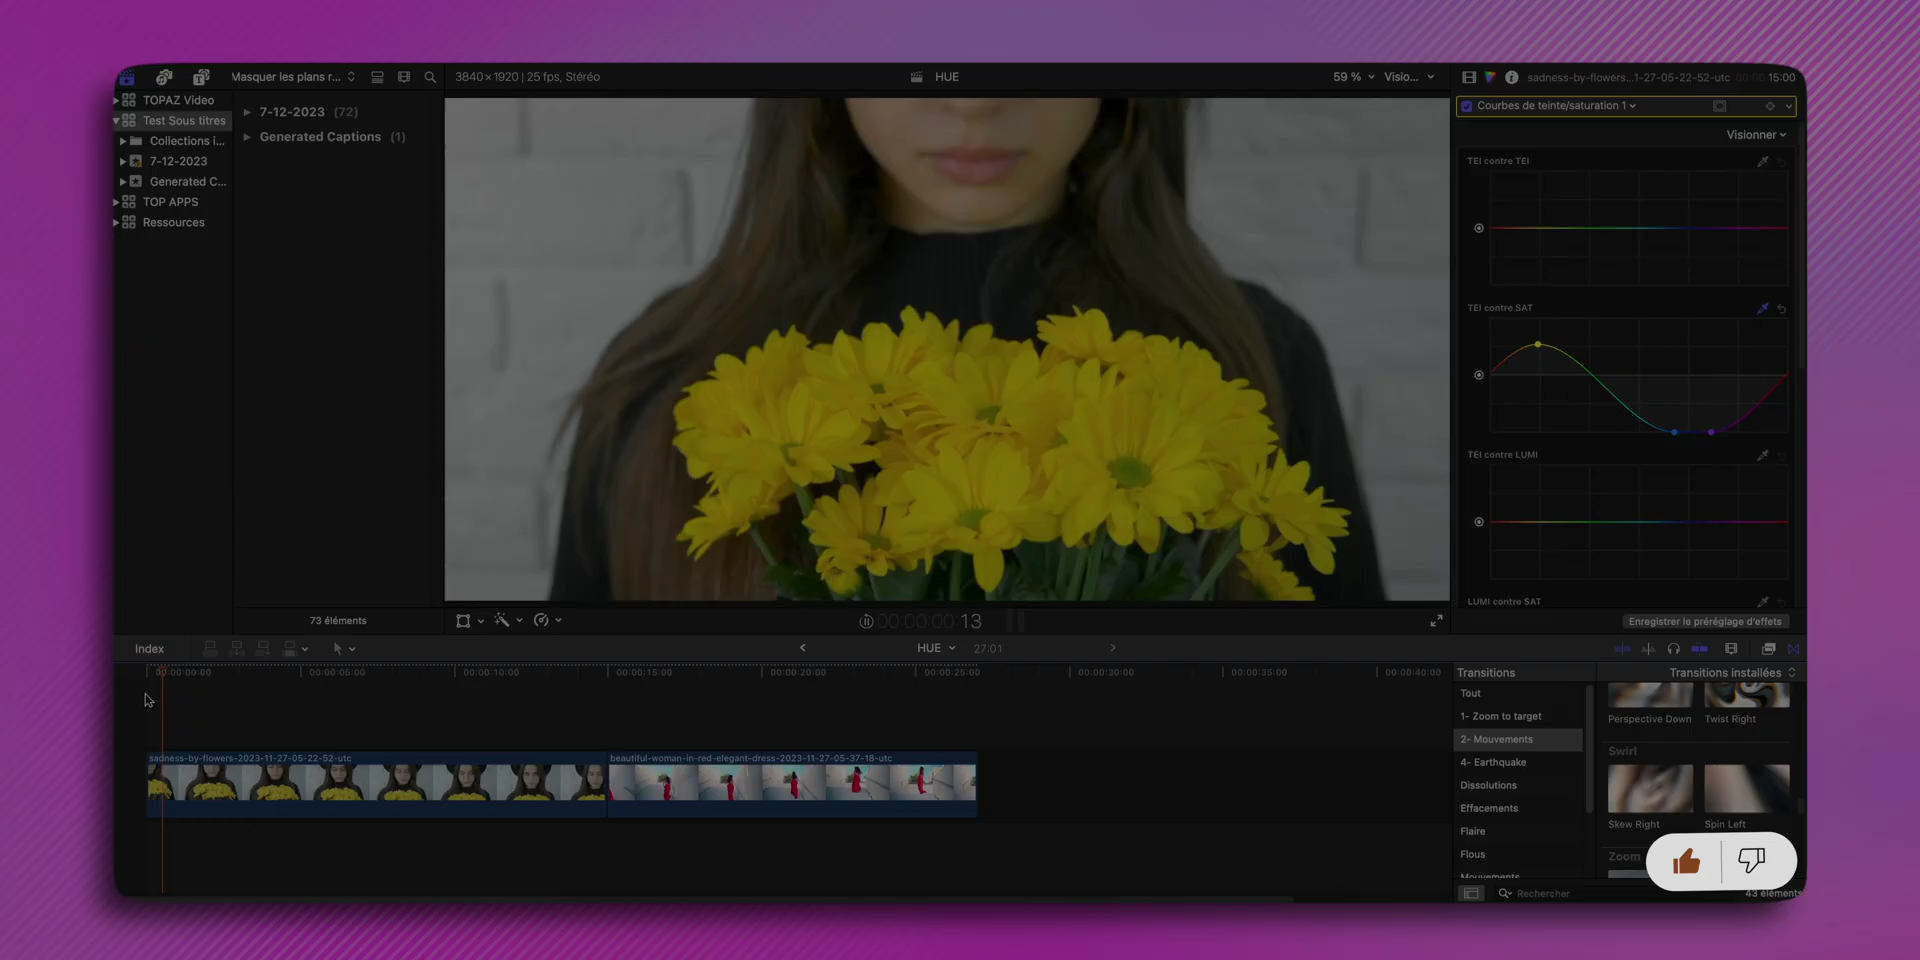 Masquer les plans r...
3840×1920 | 25 fps, Stéréo
HUE
59 %
Visio...
sadness-by-flowers...1-27-05-22-52-utc
15:00
TOPAZ Video
Test Sous titres
Collections i...
7-12-2023
Generated C...
TOP APPS
Ressources
7-12-2023 (72)
Generated Captions (1)
73 éléments
Courbes de teinte/saturation 1
Visionner
TEI contre TEI
TEI contre SAT
TEI contre LUMI
LUMI contre SAT
Enregistrer le préréglage d'effets
00:00:00:13
Index
HUE
27:01
00:00:00:00
00:00:05:00
00:00:10:00
00:00:15:00
00:00:20:00
00:00:25:00
00:00:30:00
00:00:35:00
00:00:40:00
sadness-by-flowers-2023-11-27-05-22-52-utc
beautiful-woman-in-red-elegant-dress-2023-11-27-05-37-18-utc
Transitions
Transitions installées
Tout
1- Zoom to target
2- Mouvements
4- Earthquake
Dissolutions
Effacements
Flaire
Flous
Mouvements
Perspective Down
Twist Right
Swirl
Skew Right
Spin Left
Zoom
Rechercher
43 éléments